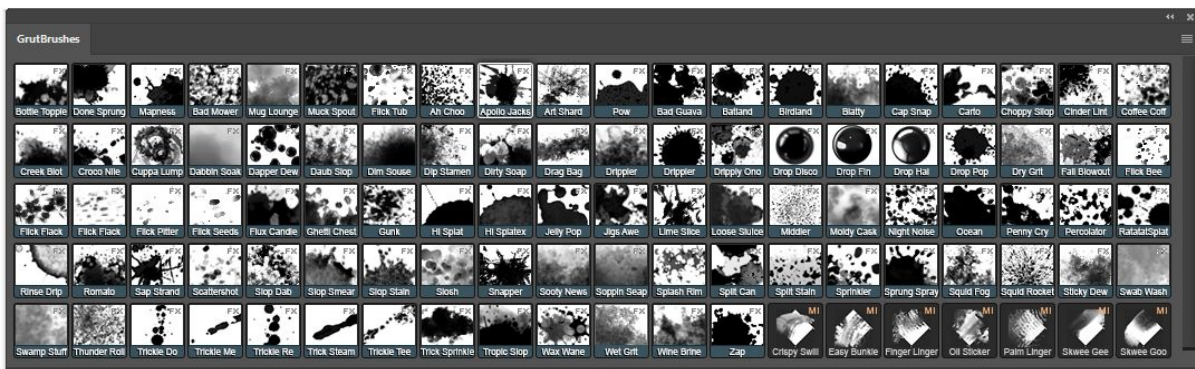 GrutBrushes
Bottle Topple Done Sprung Mapness Bad Mower Mug Lounge Muck Spout Flick Tub Ah Choo Apollo Jacks Art Shard Pow Bad Guava Batland Birdland Blatty Cap Snap Carto Choppy Slop Cinder Lint Coffee Coff
Creek Blot Croco Nile Cuppa Lump Dabbin Soak Dapper Dew Daub Slop Dim Souse Dip Stamen Dirty Soap Drag Bag Drippler Drippler Dripply Ono Drop Disco Drop Fin Drop Hal Drop Pop Dry Grit Fall Blowout Flick Bee
Flick Flack Flick Flack Flick Pitter Flick Seeds Flux Candle Ghetti Chest Gunk Hi Splat Hi Splatex Jelly Pop Jigs Awe Lime Slice Loose Sluice Middler Moldy Cask Night Noise Ocean Penny Cry Percolator RatatatSplat
Rinse Drip Romato Sap Strand Scattershot Slop Dab Slop Smear Slop Stain Slosh Snapper Sooty News Soppin Seap Splash Rim Split Can Split Stain Sprinkler Sprung Spray Squid Fog Squid Rocket Sticky Dew Swab Wash
Swamp Stuff Thunder Roll Trickle Do Trickle Me Trickle Re Trick Steam Trickle Tee Trick Sprinkle Tropic Slop Wax Wane Wet Grit Wine Brine Zap Crispy Swill Easy Bunkle Finger Linger Oil Sticker Palm Linger Skwee Gee Skwee Goo